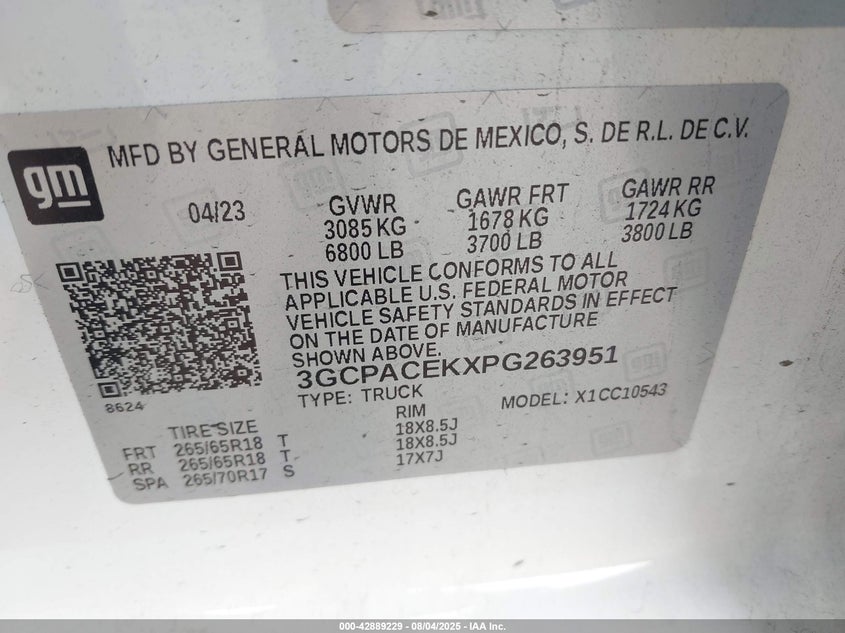 gm
MFD BY GENERAL MOTORS DE MEXICO, S. DE R.L. DE C.V.
04/23 GVWR GAWR FRT GAWR RR
3085 KG 1678 KG 1724 KG
6800 LB 3700 LB 3800 LB
THIS VEHICLE CONFORMS TO ALL
APPLICABLE U.S. FEDERAL MOTOR
VEHICLE SAFETY STANDARDS IN EFFECT
ON THE DATE OF MANUFACTURE
SHOWN ABOVE.
3GCPACEKXPG263951
8624
TYPE: TRUCK MODEL: X1CC10543
TIRE SIZE RIM
FRT 265/65R18 T 18X8.5J
RR 265/65R18 T 18X8.5J
SPA 265/70R17 S 17X7J
000-42889229 - 08/04/2025 - IAA Inc.